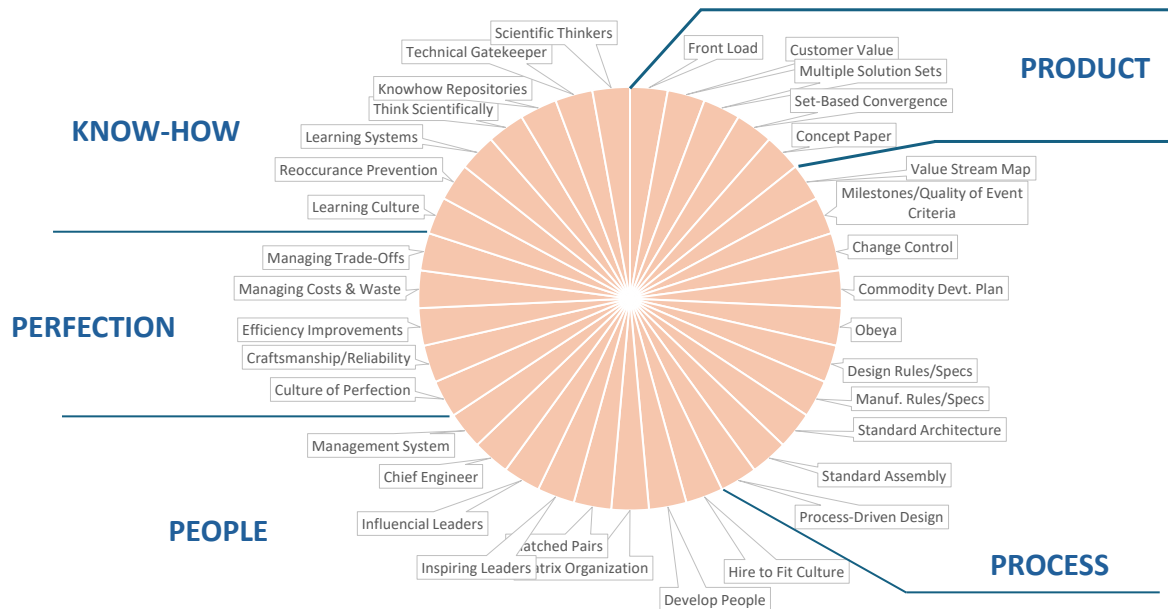 Scientific Thinkers
Technical Gatekeeper
Knowhow Repositories
Think Scientifically
Learning Systems
Reoccurance Prevention
Learning Culture
KNOW-HOW
Front Load
Customer Value
Multiple Solution Sets
Set-Based Convergence
Concept Paper
PRODUCT
Value Stream Map
Milestones/Quality of Event
Criteria
Change Control
Commodity Devt. Plan
Obeya
Design Rules/Specs
Manuf. Rules/Specs
Standard Architecture
Standard Assembly
Process-Driven Design
PROCESS
Managing Trade-Offs
Managing Costs & Waste
Efficiency Improvements
Craftsmanship/Reliability
Culture of Perfection
PERFECTION
Management System
Chief Engineer
Influencial Leaders
Inspiring Leaders
Pairs
Organization
Develop People
Hire to Fit Culture
PEOPLE